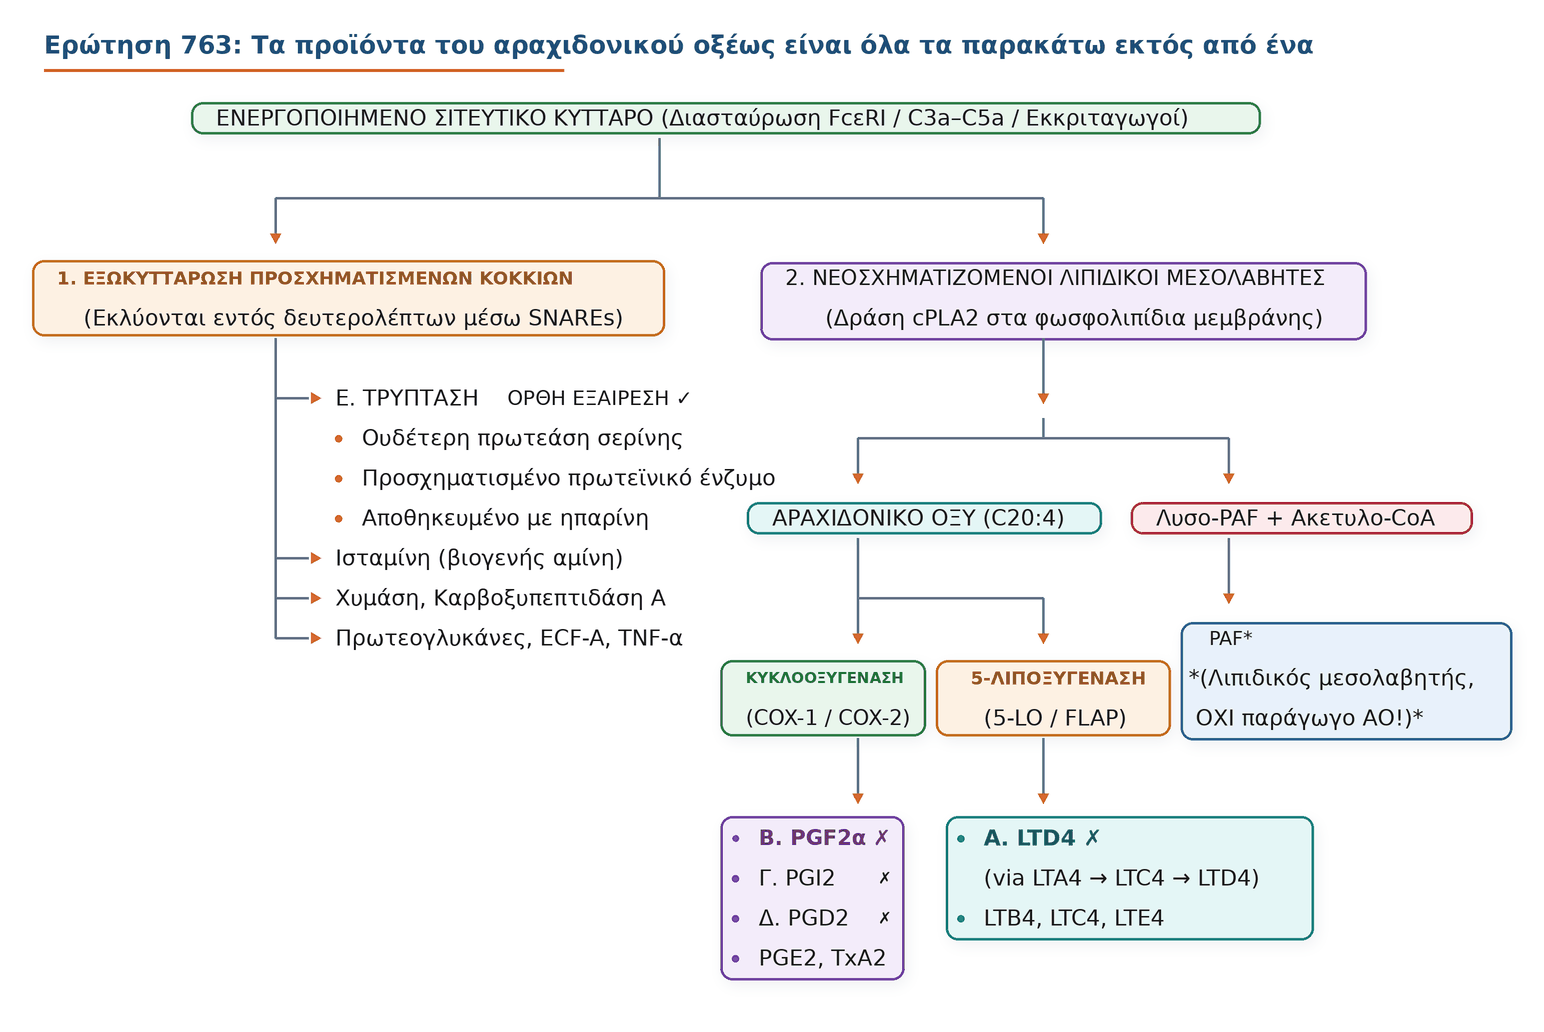 Ερώτηση 763: Τα προϊόντα του αραχιδονικού οξέως είναι όλα τα παρακάτω εκτός από ένα
ΕΝΕΡΓΟΠΟΙΗΜΕΝΟ ΣΙΤΕΥΤΙΚΟ ΚΥΤΤΑΡΟ (Διασταύρωση FcεRI / C3a–C5a / Εκκριταγωγοί)
1. ΕΞΩΚΥΤΤΑΡΩΣΗ ΠΡΟΣΧΗΜΑΤΙΣΜΕΝΩΝ ΚΟΚΚΙΩΝ
(Εκλύονται εντός δευτερολέπτων μέσω SNAREs)
2. ΝΕΟΣΧΗΜΑΤΙΖΟΜΕΝΟΙ ΛΙΠΙΔΙΚΟΙ ΜΕΣΟΛΑΒΗΤΕΣ
(Δράση cPLA2 στα φωσφολιπίδια μεμβράνης)
Ε. ΤΡΥΠΤΑΣΗ ΟΡΘΗ ΕΞΑΙΡΕΣΗ ✓
• Ουδέτερη πρωτεάση σερίνης
• Προσχηματισμένο πρωτεϊνικό ένζυμο
• Αποθηκευμένο με ηπαρίνη
Ισταμίνη (βιογενής αμίνη)
Χυμάση, Καρβοξυπεπτιδάση Α
Πρωτεογλυκάνες, ECF-A, TNF-α
ΑΡΑΧΙΔΟΝΙΚΟ ΟΞΥ (C20:4)
Λυσο-PAF + Ακετυλο-CoA
ΚΥΚΛΟΟΞΥΓΕΝΑΣΗ
(COX-1 / COX-2)
5-ΛΙΠΟΞΥΓΕΝΑΣΗ
(5-LO / FLAP)
PAF*
*(Λιπιδικός μεσολαβητής,
ΟΧΙ παράγωγο ΑΟ!)*
• Β. PGF2α ✗
• Γ. PGI2 ✗
• Δ. PGD2 ✗
• PGE2, TxA2
• Α. LTD4 ✗
(via LTA4 → LTC4 → LTD4)
• LTB4, LTC4, LTE4